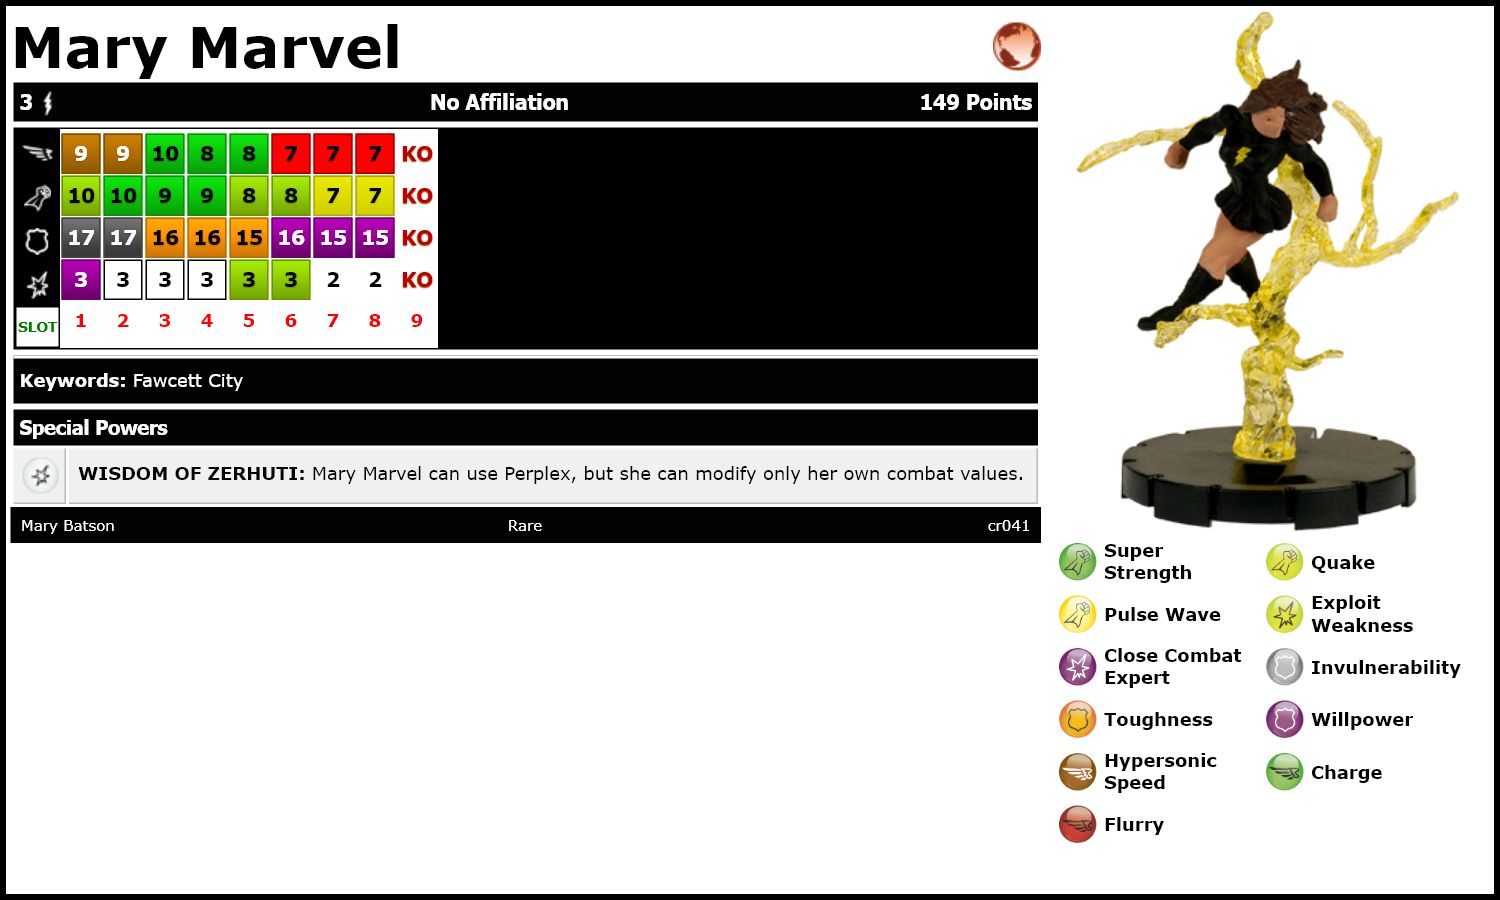 Mary Marvel
3 No Affiliation 149 Points
9 9 10 8 8 7 7 7 KO
10 10 9 9 8 8 7 7 KO
17 17 16 16 15 16 15 15 KO
3 3 3 3 3 3 2 2 KO
SLOT 1 2 3 4 5 6 7 8 9
Keywords: Fawcett City
Special Powers
WISDOM OF ZERHUTI: Mary Marvel can use Perplex, but she can modify only her own combat values.
Mary Batson Rare cr041
Super
Strength
Quake
Pulse Wave
Exploit
Weakness
Close Combat
Expert
Invulnerability
Toughness
Willpower
Hypersonic
Speed
Charge
Flurry